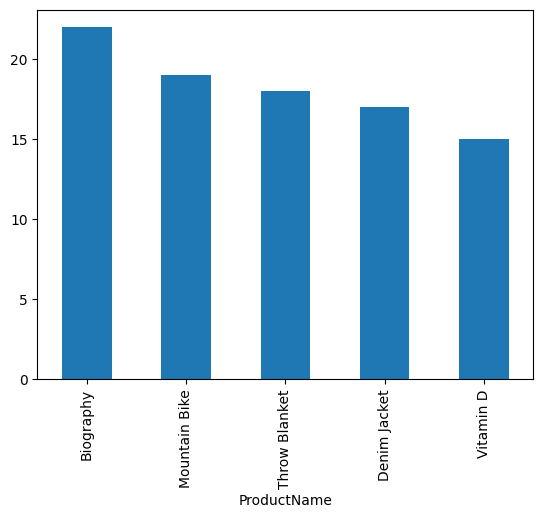 20
15
10
5
0
Biography
Mountain Bike
Throw Blanket
Denim Jacket
Vitamin D
ProductName